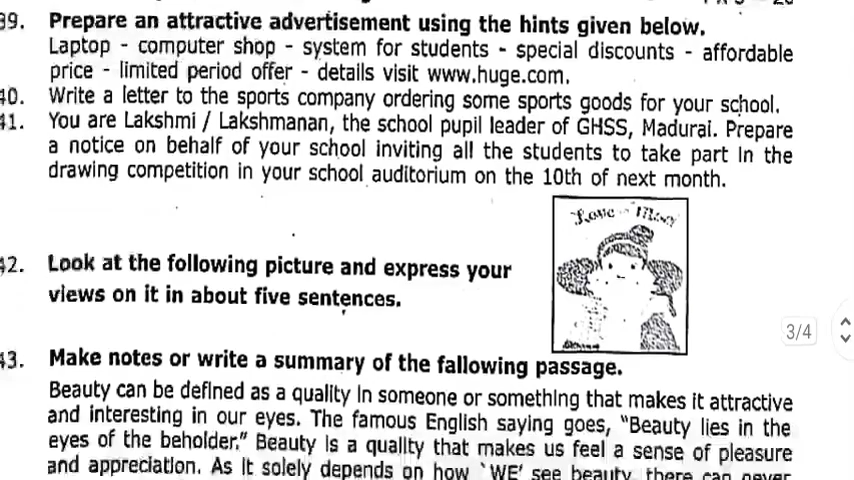 39. Prepare an attractive advertisement using the hints given below.
Laptop - computer shop - system for students - special discounts - affordable
price - limited period offer - details visit www.huge.com.
40. Write a letter to the sports company ordering some sports goods for your school.
41. You are Lakshmi / Lakshmanan, the school pupil leader of GHSS, Madurai. Prepare
a notice on behalf of your school inviting all the students to take part in the
drawing competition in your school auditorium on the 10th of next month.
Love
42. Look at the following picture and express your
views on it in about five sentences.
3/4
43. Make notes or write a summary of the fallowing passage.
Beauty can be defined as a quality in someone or something that makes it attractive
and interesting in our eyes. The famous English saying goes, "Beauty lies in the
eyes of the beholder." Beauty is a quality that makes us feel a sense of pleasure
and appreciation. As it solely depends on how `WE' see beauty, there can never